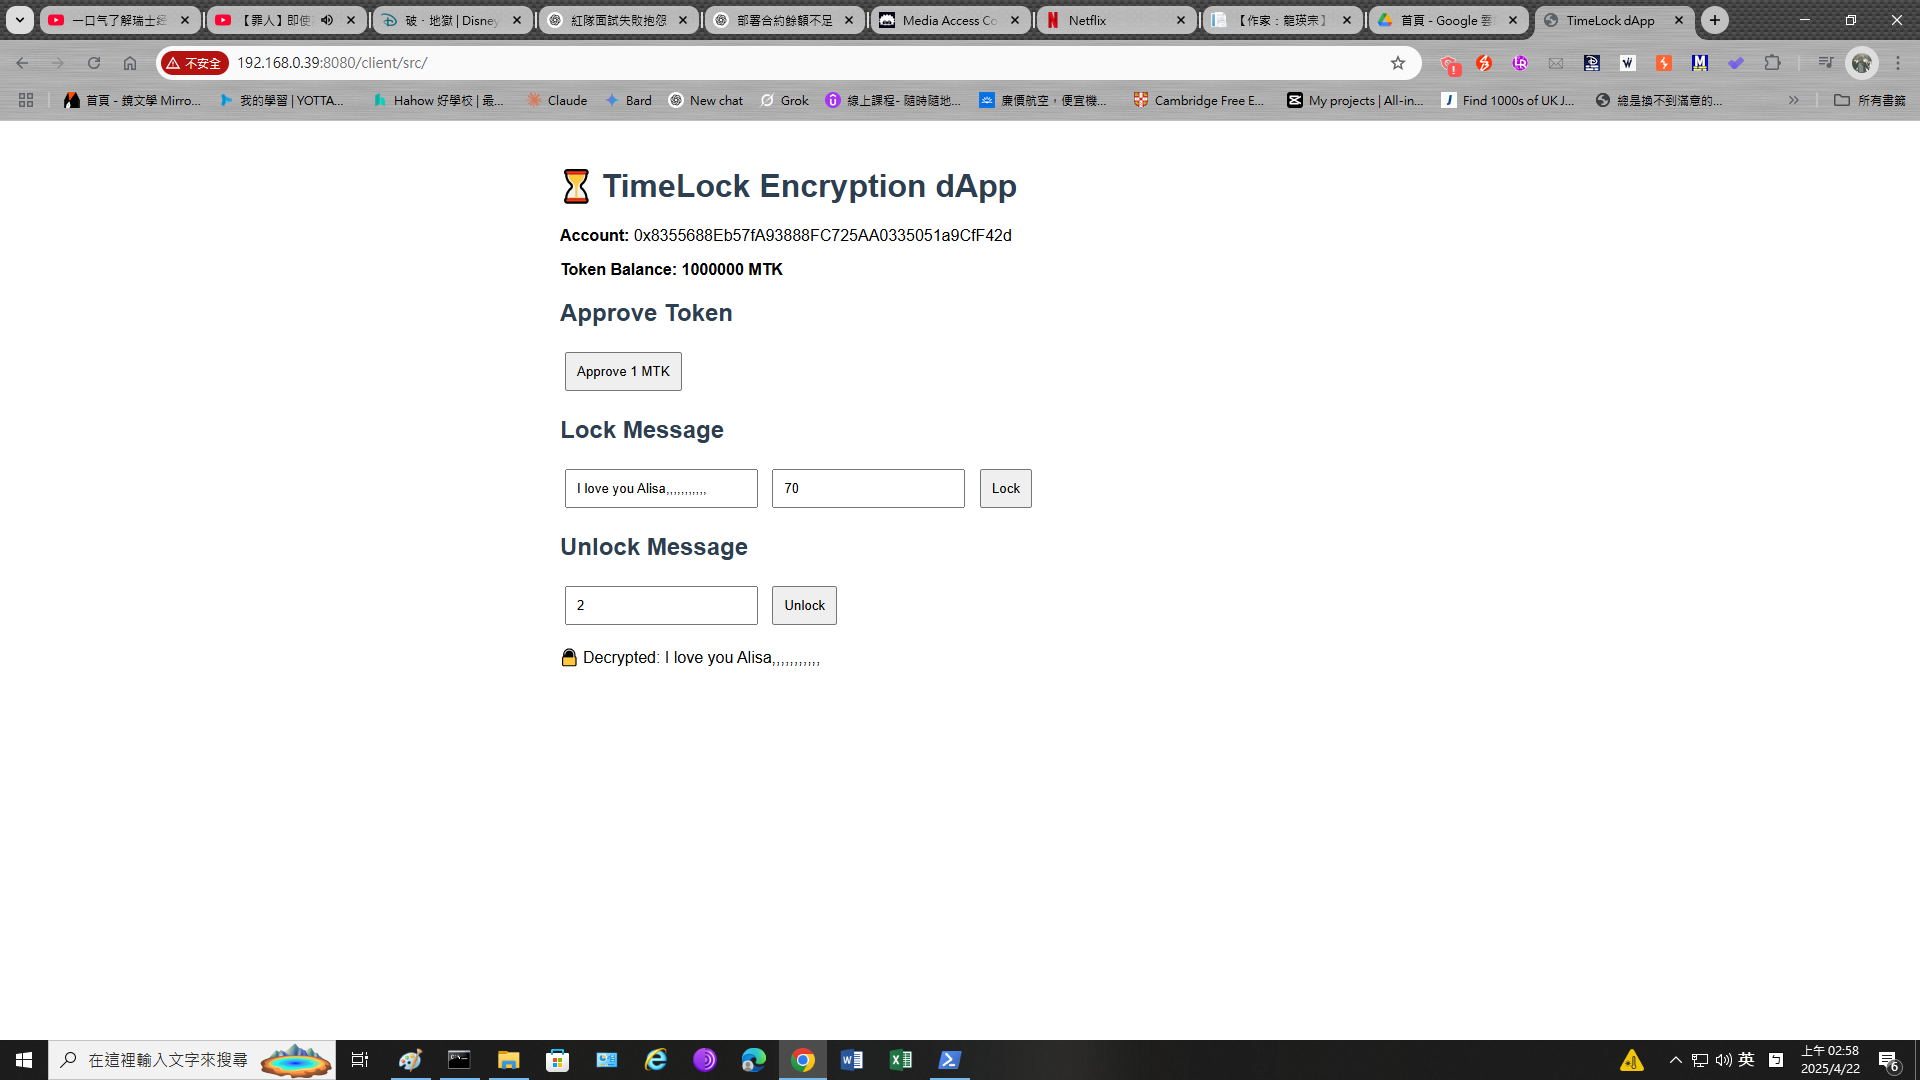 一口气了解瑞士經
【罪人】即使
破·地獄 | Disney
紅隊面試失敗抱怨
部署合約餘額不足
Media Access Co
Netflix
【作家：龍瑛宗】
首頁 - Google 雲
TimeLock dApp
不安全
192.168.0.39:8080/client/src/
首頁 - 鏡文學 Mirro...
我的學習 | YOTTA...
Hahow 好學校 | 最...
Claude
Bard
New chat
Grok
線上課程- 隨時隨地...
廉價航空，便宜機...
Cambridge Free E...
My projects | All-in...
Find 1000s of UK J...
總是換不到滿意的...
所有書籤
TimeLock Encryption dApp
Account: 0x8355688Eb57fA93888FC725AA0335051a9CfF42d
Token Balance: 1000000 MTK
Approve Token
Approve 1 MTK
Lock Message
I love you Alisa,,,,,,,,,,,
70
Lock
Unlock Message
2
Unlock
Decrypted: I love you Alisa,,,,,,,,,,,
在這裡輸入文字來搜尋
英
上午 02:58
2025/4/22
6